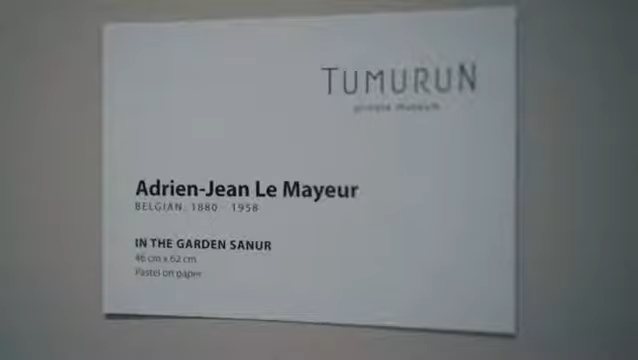 TUMURUN
private museum
Adrien-Jean Le Mayeur
BELGIAN, 1880 - 1958
IN THE GARDEN SANUR
46 cm x 62 cm
Pastel on paper